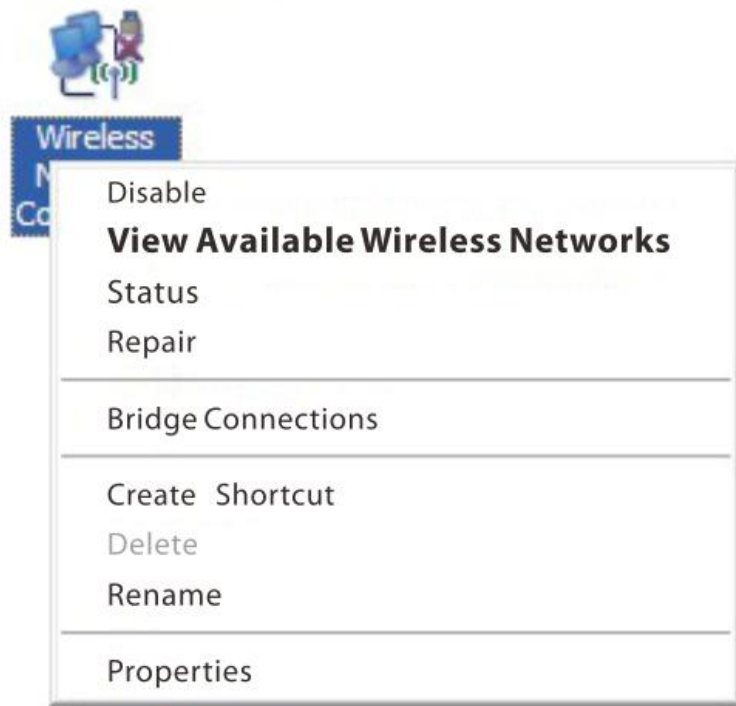 Wireless
Disable
View Available Wireless Networks
Status
Repair
Bridge Connections
Create Shortcut
Delete
Rename
Properties